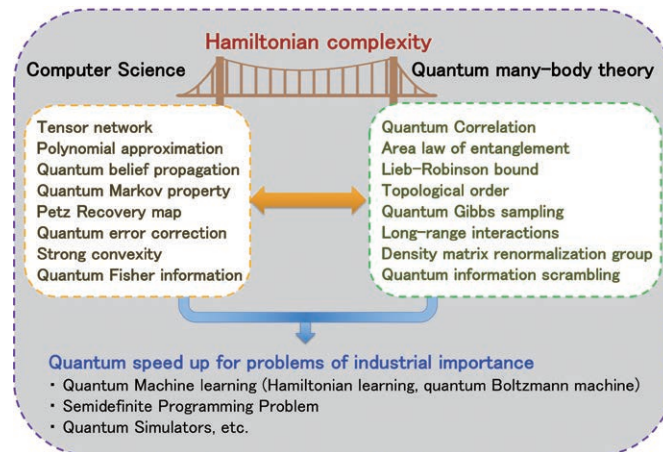 Hamiltonian complexity
Computer Science
Quantum many-body theory
Tensor network
Polynomial approximation
Quantum belief propagation
Quantum Markov property
Petz Recovery map
Quantum error correction
Strong convexity
Quantum Fisher information
Quantum Correlation
Area law of entanglement
Lieb-Robinson bound
Topological order
Quantum Gibbs sampling
Long-range interactions
Density matrix renormalization group
Quantum information scrambling
Quantum speed up for problems of industrial importance
・Quantum Machine learning (Hamiltonian learning, quantum Boltzmann machine)
・Semidefinite Programming Problem
・Quantum Simulators, etc.